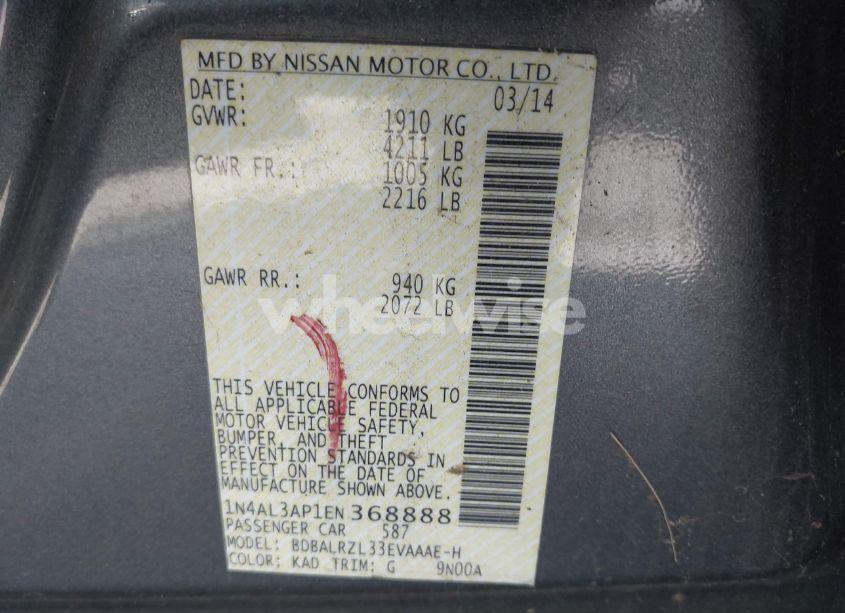 MFD BY NISSAN MOTOR CO., LTD.
DATE: 03/14
GVWR: 1910 KG
4211 LB
GAWR FR.: 1005 KG
2216 LB
GAWR RR.: 940 KG
2072 LB
wheelwise
THIS VEHICLE CONFORMS TO
ALL APPLICABLE FEDERAL
MOTOR VEHICLE SAFETY,
BUMPER, AND THEFT
PREVENTION STANDARDS IN
EFFECT ON THE DATE OF
MANUFACTURE SHOWN ABOVE.
1N4AL3AP1EN368888
PASSENGER CAR 587
MODEL: BDBALRZL33EVAAAE-H
COLOR: KAD TRIM: G 9N00A